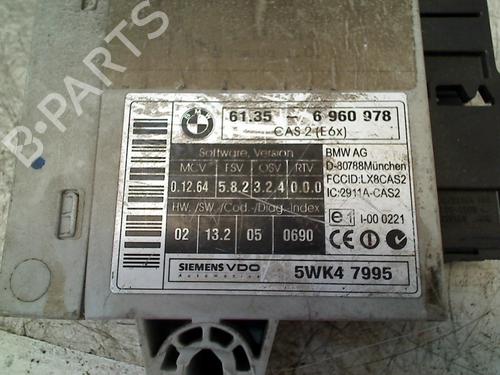 B-PARTS
BMW
61.35 - 6 960 978
CAS 2 (E6x)
Software, Version
MCV FSV OSV RTV
0.12.64 5.8.2 3.2.4 0.0.0
HW./SW./Cod./Diag.-Index
02 13.2 05 0690
BMW AG
D-80788München
FCCID:LX8CAS2
IC:2911A-CAS2
e1 I-00 0221
CE
SIEMENS VDO
Automotive
5WK4 7995